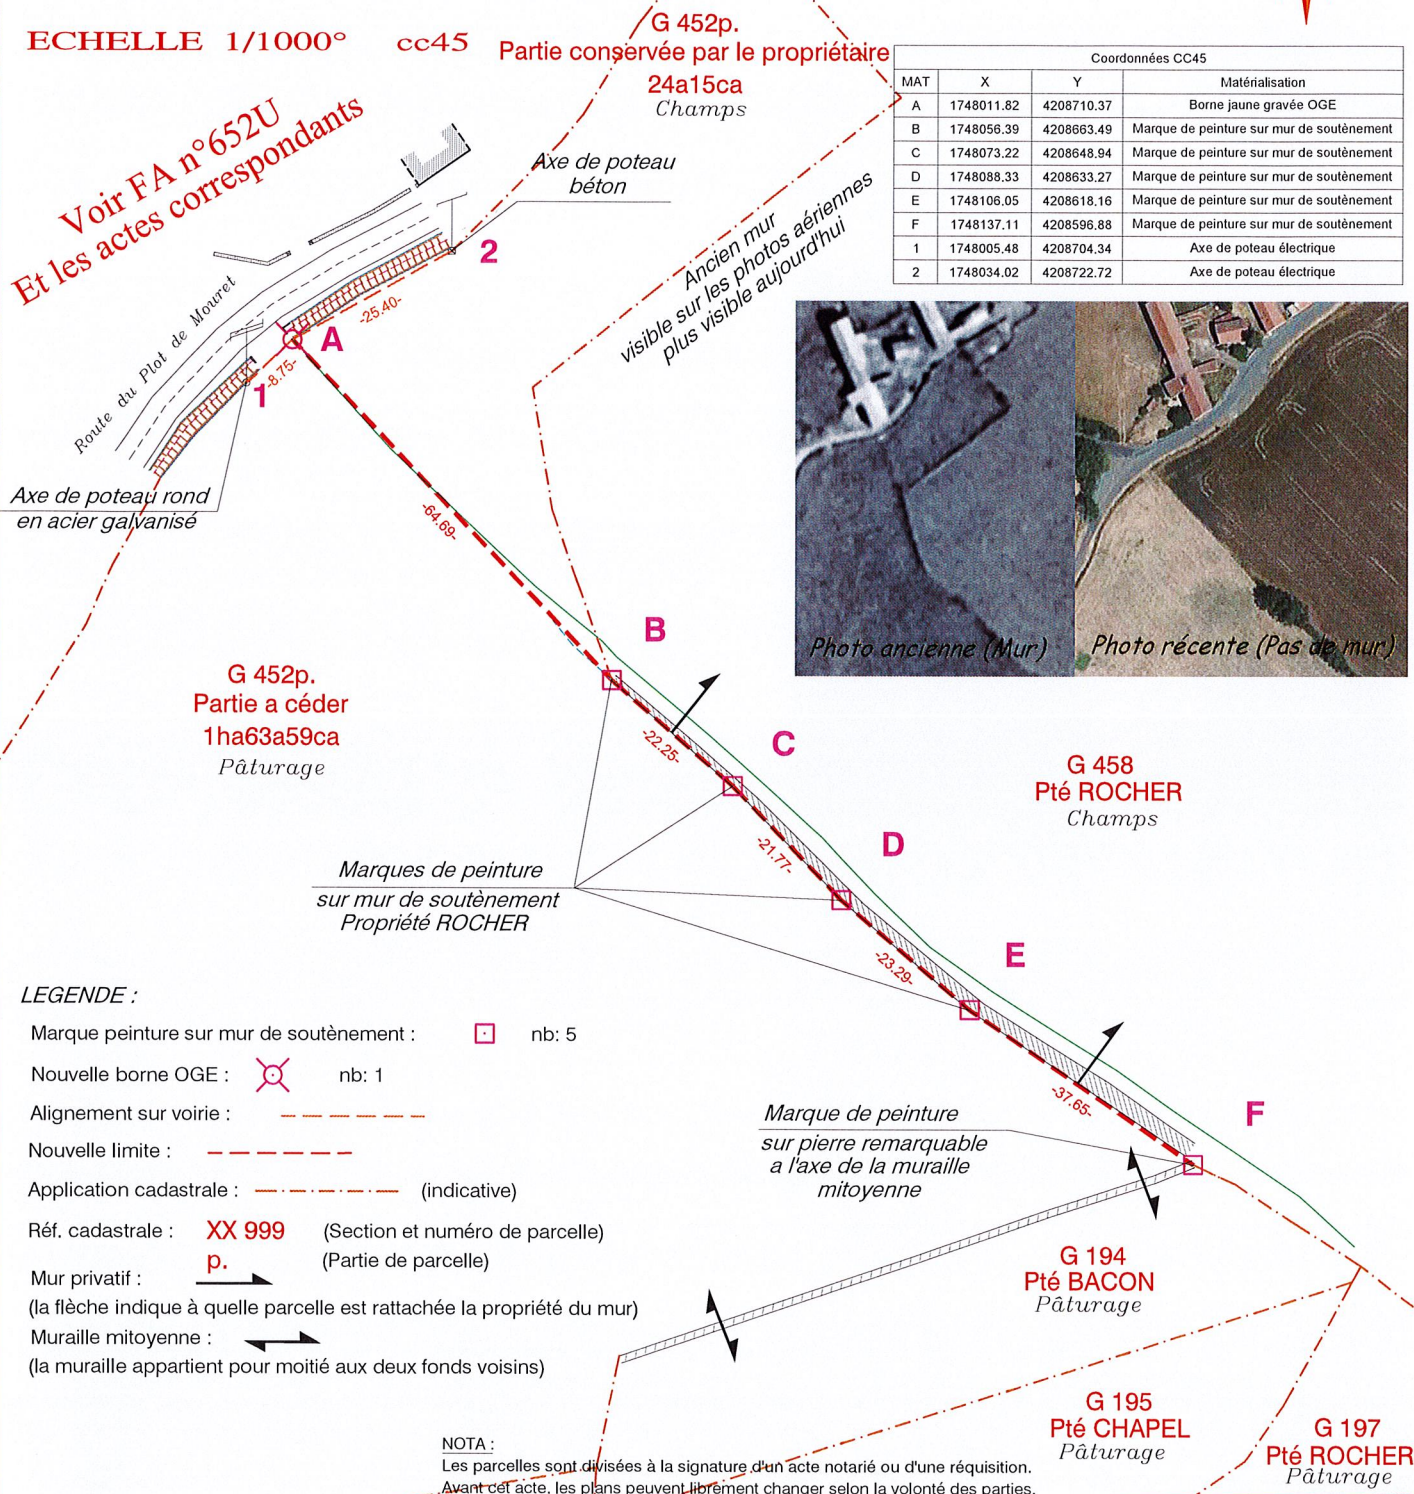 ECHELLE 1/1000° cc45
G 452p.
Partie conservée par le propriétaire
24a15ca
Champs
Coordonnées CC45
MAT X Y Matérialisation
A 1748011.82 4208710.37 Borne jaune gravée OGE
B 1748056.39 4208663.49 Marque de peinture sur mur de soutènement
C 1748073.22 4208648.94 Marque de peinture sur mur de soutènement
D 1748088.33 4208633.27 Marque de peinture sur mur de soutènement
E 1748106.05 4208618.16 Marque de peinture sur mur de soutènement
F 1748137.11 4208596.88 Marque de peinture sur mur de soutènement
1 1748005.48 4208704.34 Axe de poteau électrique
2 1748034.02 4208722.72 Axe de poteau électrique
Voir FA n°652U
Et les actes correspondants
Axe de poteau
béton
Ancien mur
visible sur les photos aériennes
plus visible aujourd'hui
2
-25.40-
A
-8.75-
1
Route du Plot de Mouret
Axe de poteau rond
en acier galvanisé
-64.69-
Photo ancienne (Mur)
Photo récente (Pas de mur)
B
G 452p.
Partie a céder
1ha63a59ca
Pâturage
-22.25-
C
G 458
Pté ROCHER
Champs
-21.77-
D
Marques de peinture
sur mur de soutènement
Propriété ROCHER
-23.29-
E
-37.65-
F
LEGENDE :
Marque peinture sur mur de soutènement : nb: 5
Nouvelle borne OGE : nb: 1
Alignement sur voirie :
Nouvelle limite :
Application cadastrale : (indicative)
Réf. cadastrale : XX 999 (Section et numéro de parcelle)
p. (Partie de parcelle)
Mur privatif :
(la flèche indique à quelle parcelle est rattachée la propriété du mur)
Muraille mitoyenne :
(la muraille appartient pour moitié aux deux fonds voisins)
Marque de peinture
sur pierre remarquable
a l'axe de la muraille
mitoyenne
G 194
Pté BACON
Pâturage
G 195
Pté CHAPEL
Pâturage
G 197
Pté ROCHER
Pâturage
NOTA :
Les parcelles sont divisées à la signature d'un acte notarié ou d'une réquisition.
Avant cet acte, les plans peuvent librement changer selon la volonté des parties.